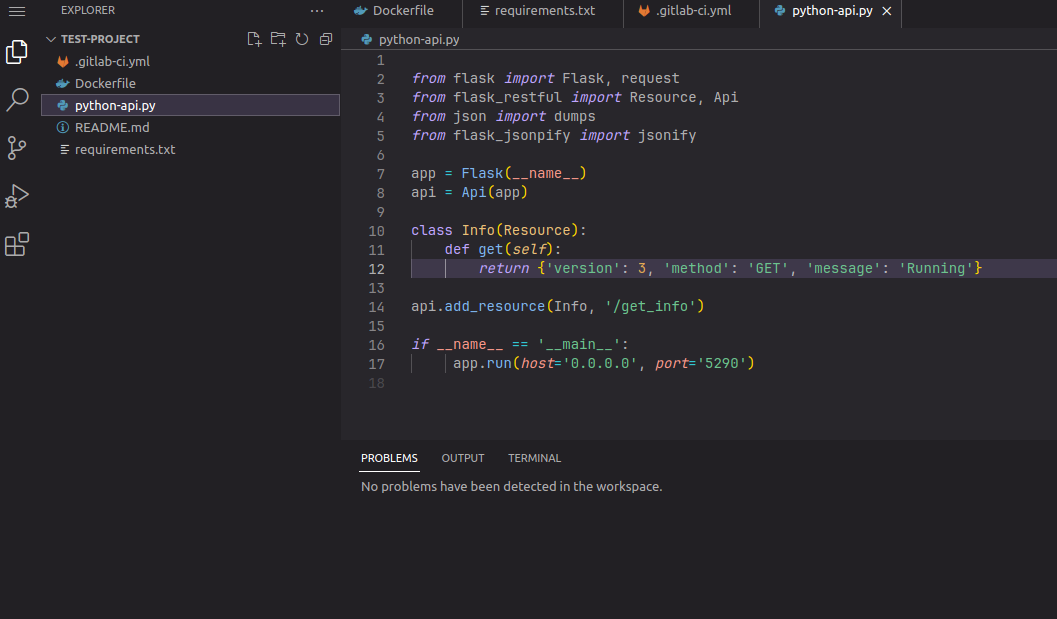 EXPLORER
TEST-PROJECT
.gitlab-ci.yml
Dockerfile
python-api.py
README.md
requirements.txt
Dockerfile requirements.txt .gitlab-ci.yml python-api.py
python-api.py
1
2 from flask import Flask, request
3 from flask_restful import Resource, Api
4 from json import dumps
5 from flask_jsonpify import jsonify
6
7 app = Flask(__name__)
8 api = Api(app)
9
10 class Info(Resource):
11     def get(self):
12         return {'version': 3, 'method': 'GET', 'message': 'Running'}
13
14 api.add_resource(Info, '/get_info')
15
16 if __name__ == '__main__':
17      app.run(host='0.0.0.0', port='5290')
18
PROBLEMS OUTPUT TERMINAL
No problems have been detected in the workspace.